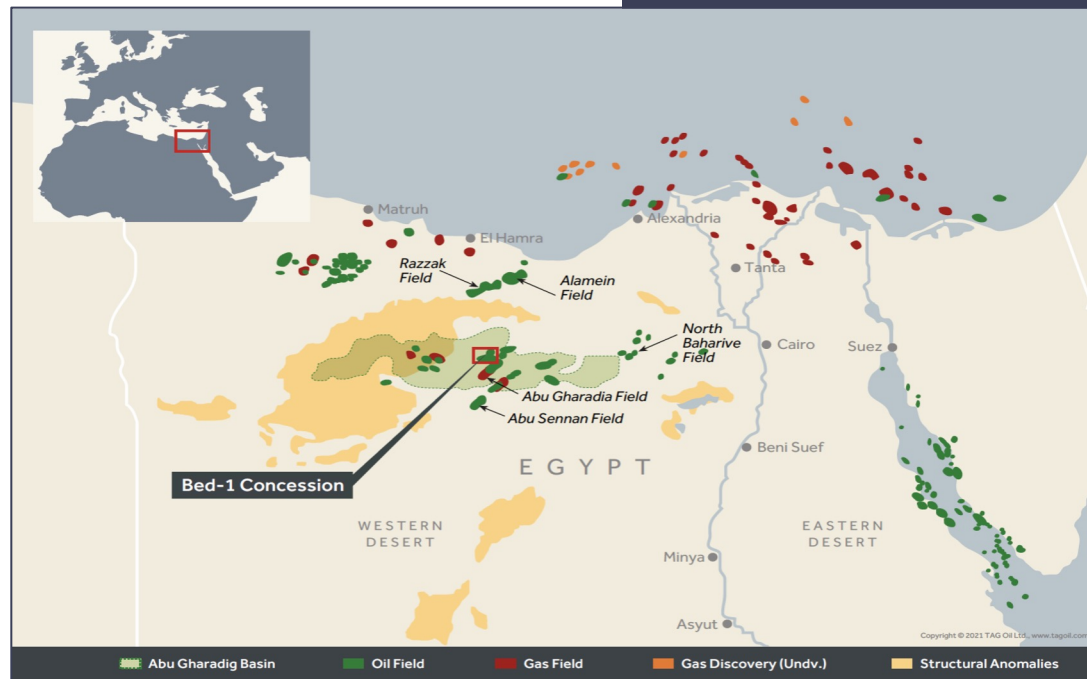 Matruh
El Hamra
Alexandria
Razzak
Field
Alamein
Field
Tanta
North
Baharive
Field
Cairo
Suez
Abu Gharadia Field
Abu Sennan Field
Beni Suef
EGYPT
Bed-1 Concession
WESTERN
DESERT
EASTERN
DESERT
Minya
Asyut
Copyright © 2021 TAG Oil Ltd., www.tagoil.com
Abu Gharadig Basin
Oil Field
Gas Field
Gas Discovery (Undv.)
Structural Anomalies